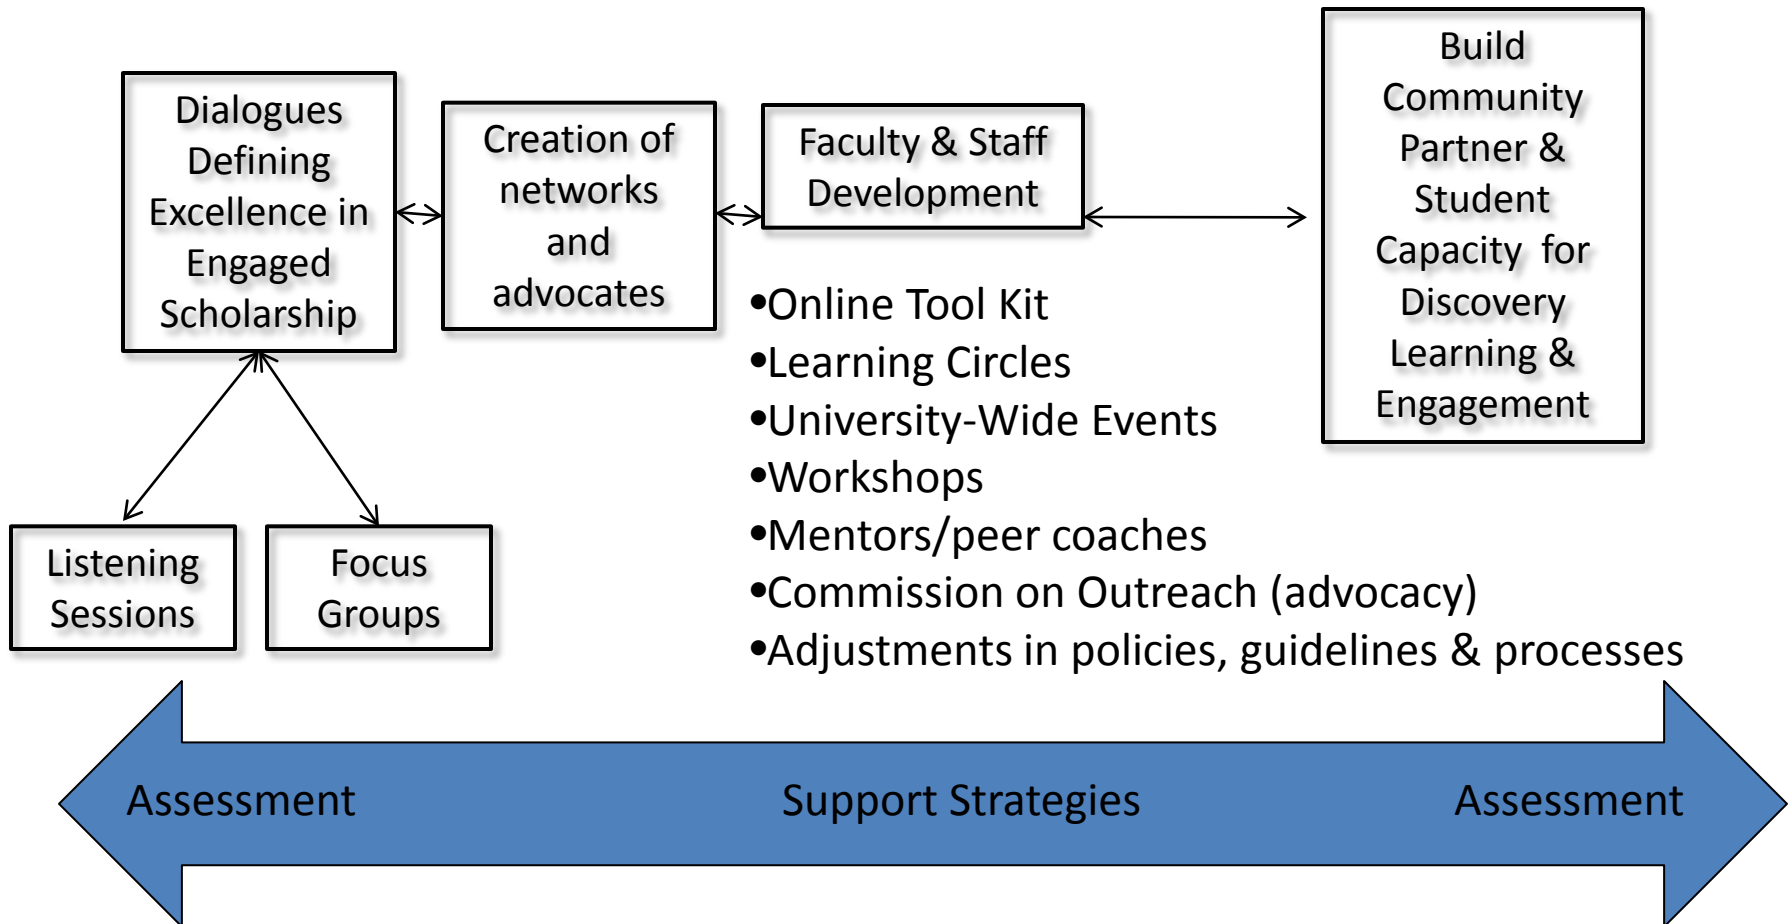 Dialogues
Defining
Excellence in
Engaged
Scholarship
Creation of
networks
and
advocates
Faculty & Staff
Development
Build
Community
Partner &
Student
Capacity for
Discovery
Learning &
Engagement
•Online Tool Kit
•Learning Circles
•University-Wide Events
•Workshops
•Mentors/peer coaches
•Commission on Outreach (advocacy)
•Adjustments in policies, guidelines & processes
Listening
Sessions
Focus
Groups
Assessment
Support Strategies
Assessment